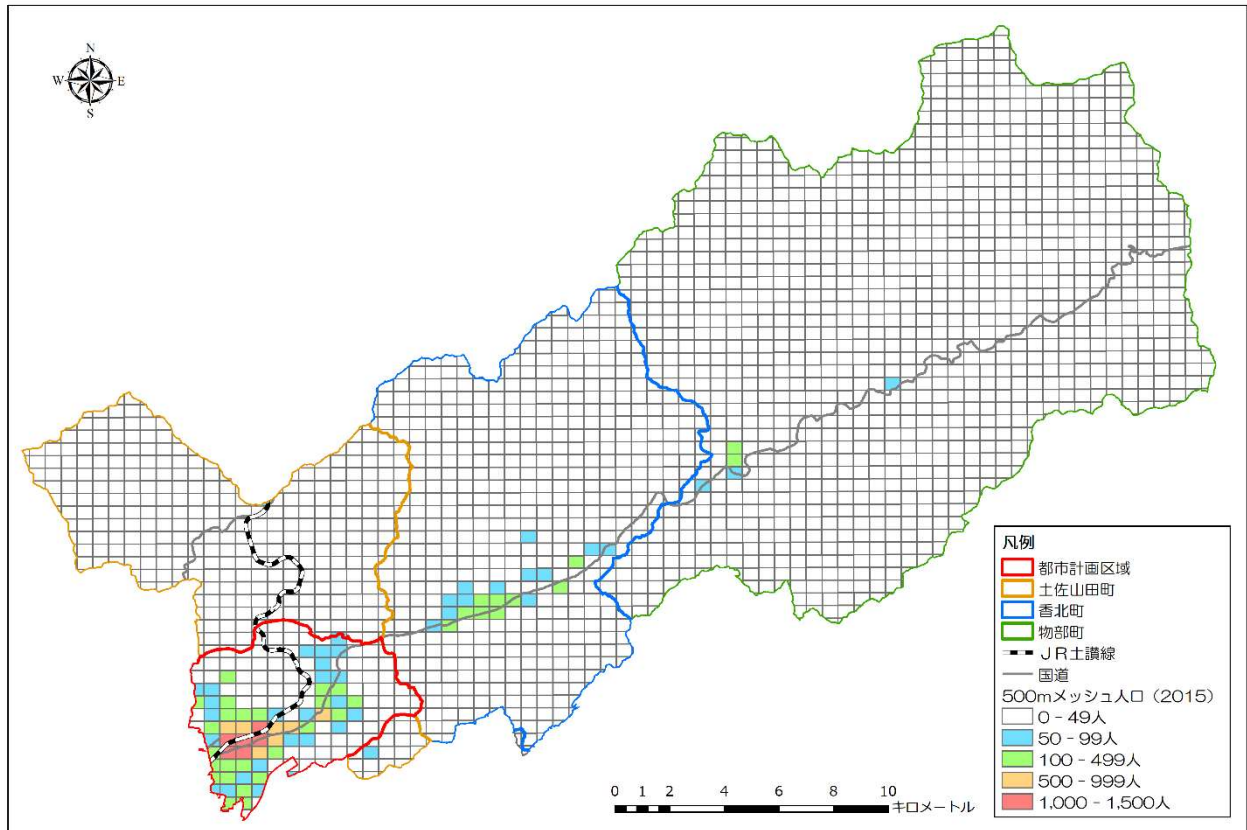 N
W E
S
凡例
都市計画区域
土佐山田町
香北町
物部町
ＪＲ土讃線
国道
500mメッシュ人口（2015）
0 - 49人
50 - 99人
100 - 499人
500 - 999人
1,000 - 1,500人
0 1 2 4 6 8 10
キロメートル